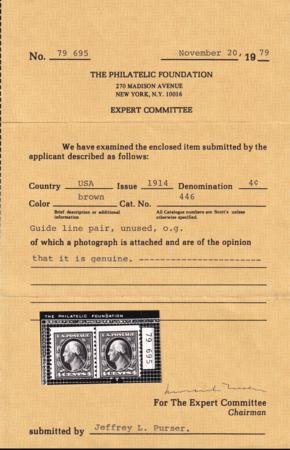 No. 79 695 November 20, 1979
THE PHILATELIC FOUNDATION
270 MADISON AVENUE
NEW YORK, N.Y. 10016
EXPERT COMMITTEE
We have examined the enclosed item submitted by the
applicant described as follows:
Country USA Issue 1914 Denomination 4¢
Color brown Cat. No. 446
Brief description or additional information. All Catalogue numbers are Scott's unless otherwise specified.
Guide line pair, unused, o.g.
of which a photograph is attached and are of the opinion
that it is genuine. -----------------------
THE PHILATELIC FOUNDATION
U.S. POSTAGE U.S. POSTAGE
79 695
For The Expert Committee
Chairman
submitted by Jeffrey L. Purser.